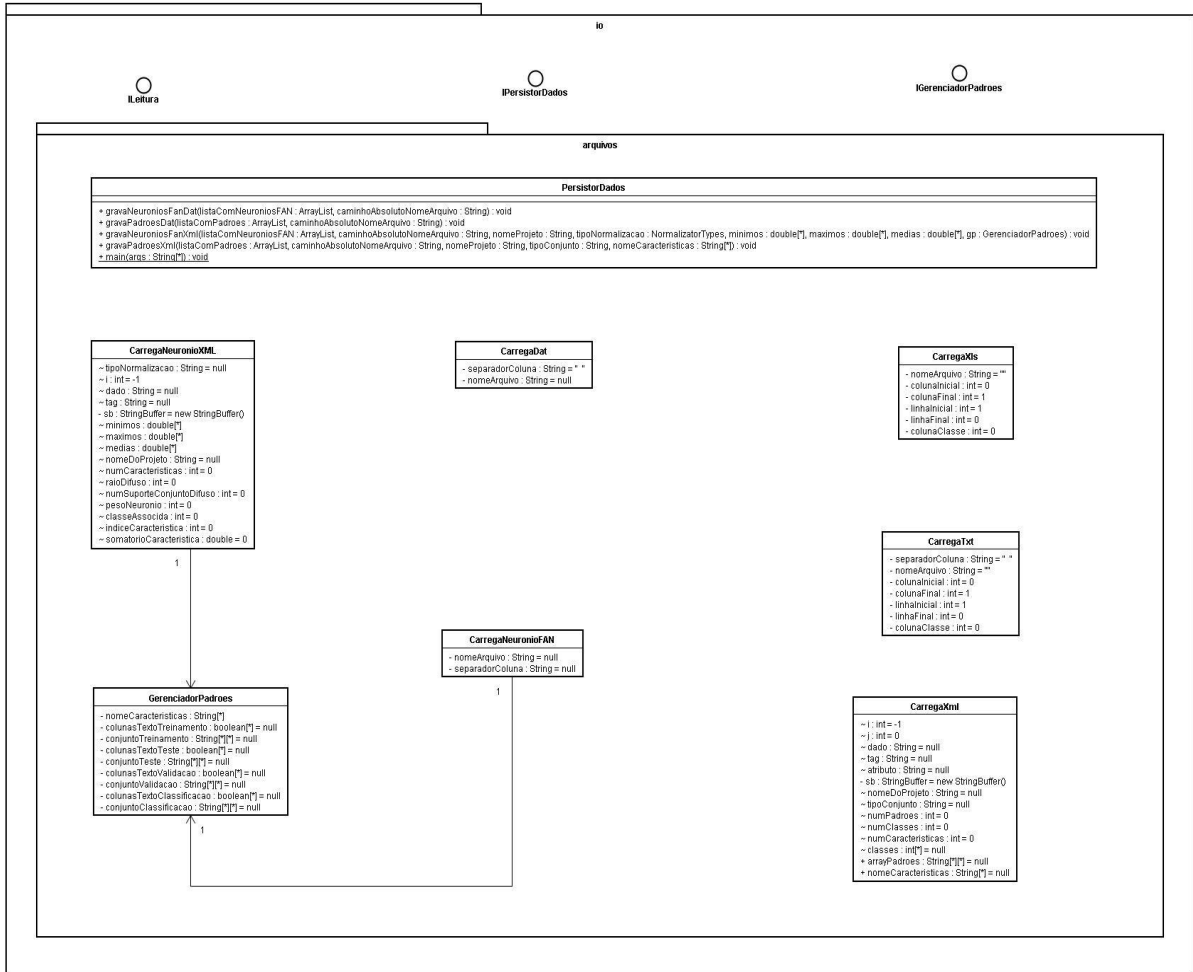 io
ILeitura
IPersistorDados
IGerenciadorPadroes
arquivos
PersistorDados
+ gravaNeuroniosFanDat(listaComNeuroniosFAN : ArrayList, caminhoAbsolutoNomeArquivo : String) : void
+ gravaPadroesDat(listaComPadroes : ArrayList, caminhoAbsolutoNomeArquivo : String) : void
+ gravaNeuroniosFanXml(listaComNeuroniosFAN : ArrayList, caminhoAbsolutoNomeArquivo : String, nomeProjeto : String, tipoNormalizacao : NormalizatorTypes, minimos : double[*], maximos : double[*], medias : double[*], gp : GerenciadorPadroes) : void
+ gravaPadroesXml(listaComPadroes : ArrayList, caminhoAbsolutoNomeArquivo : String, nomeProjeto : String, tipoConjunto : String, nomeCaracteristicas : String[*]) : void
+ main(args : String[*]) : void
CarregaNeuronioXML
~ tipoNormalizacao : String = null
~ i : int = -1
~ dado : String = null
~ tag : String = null
- sb : StringBuffer = new StringBuffer()
~ minimos : double[*]
~ maximos : double[*]
~ medias : double[*]
~ nomeDoProjeto : String = null
~ numCaracteristicas : int = 0
~ raioDifuso : int = 0
~ numSuporteConjuntoDifuso : int = 0
~ pesoNeuronio : int = 0
~ classeAssocida : int = 0
~ indiceCaracteristica : int = 0
~ somatorioCaracteristica : double = 0
1
CarregaDat
- separadorColuna : String = " "
- nomeArquivo : String = null
CarregaXls
- nomeArquivo : String = ""
- colunaInicial : int = 0
- colunaFinal : int = 1
- linhaInicial : int = 1
- linhaFinal : int = 0
- colunaClasse : int = 0
CarregaTxt
- separadorColuna : String = " "
- nomeArquivo : String = ""
- colunaInicial : int = 0
- colunaFinal : int = 1
- linhaInicial : int = 1
- linhaFinal : int = 0
- colunaClasse : int = 0
CarregaNeuronioFAN
- nomeArquivo : String = null
- separadorColuna : String = null
1
GerenciadorPadroes
- nomeCaracteristicas : String[*]
- colunasTextoTreinamento : boolean[*] = null
- conjuntoTreinamento : String[*][*] = null
- colunasTextoTeste : boolean[*] = null
- conjuntoTeste : String[*][*] = null
- colunasTextoValidacao : boolean[*] = null
- conjuntoValidacao : String[*][*] = null
- colunasTextoClassificacao : boolean[*] = null
- conjuntoClassificacao : String[*][*] = null
1
CarregaXml
~ i : int = -1
~ j : int = 0
~ dado : String = null
~ tag : String = null
~ atributo : String = null
- sb : StringBuffer = new StringBuffer()
~ nomeDoProjeto : String = null
~ tipoConjunto : String = null
~ numPadroes : int = 0
~ numClasses : int = 0
~ numCaracteristicas : int = 0
~ classes : int[*] = null
+ arrayPadroes : String[*][*] = null
+ nomeCaracteristicas : String[*] = null